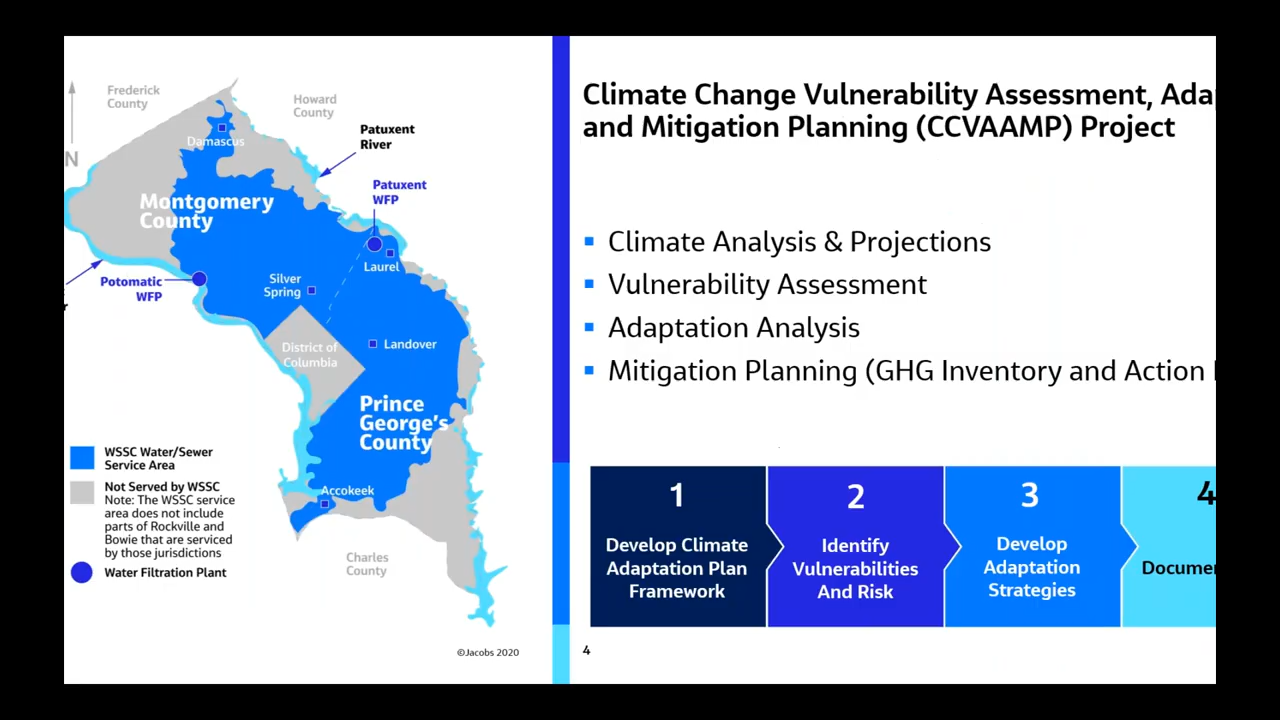 Frederick
County
Howard
County
Patuxent
River
N
Damascus
Patuxent
WFP
Montgomery
County
Laurel
Potomatic
WFP
Silver
Spring
District of
Columbia
Landover
Prince
George's
County
WSSC Water/Sewer
Service Area
Not Served by WSSC
Note: The WSSC service
area does not include
parts of Rockville and
Bowie that are serviced
by those jurisdictions
Water Filtration Plant
Accokeek
Charles
County
©Jacobs 2020
Climate Change Vulnerability Assessment, Ada
and Mitigation Planning (CCVAAMP) Project
▪ Climate Analysis & Projections
▪ Vulnerability Assessment
▪ Adaptation Analysis
▪ Mitigation Planning (GHG Inventory and Action
1
Develop Climate
Adaptation Plan
Framework
2
Identify
Vulnerabilities
And Risk
3
Develop
Adaptation
Strategies
4
Documen
4